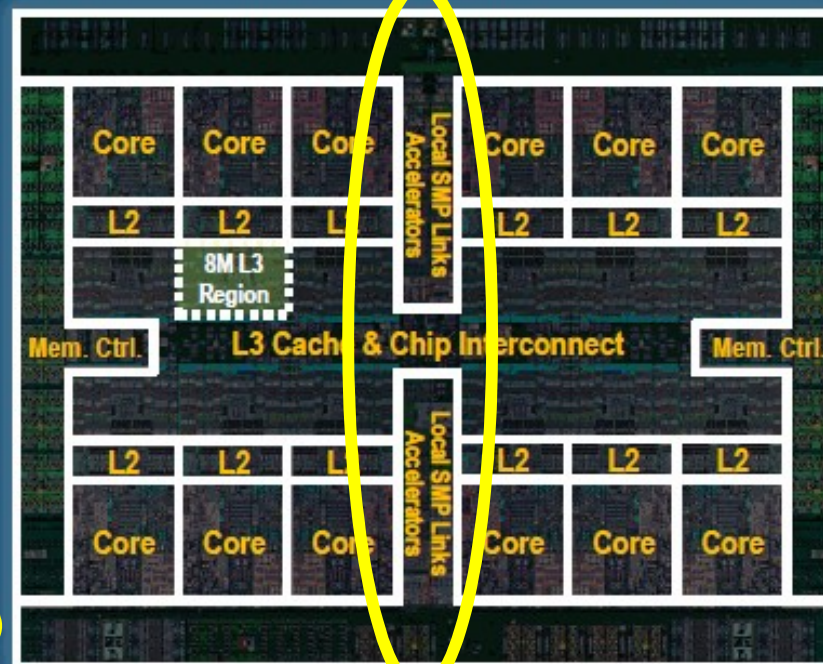 Core Core Core Core Core Core
Local SMP Links
Accelerators
L2 L2 L2 L2 L2 L2
8M L3
Region
Mem. Ctrl. L3 Cache & Chip Interconnect Mem. Ctrl.
Local SMP Links
Accelerators
L2 L2 L2 L2 L2 L2
Core Core Core Core Core Core